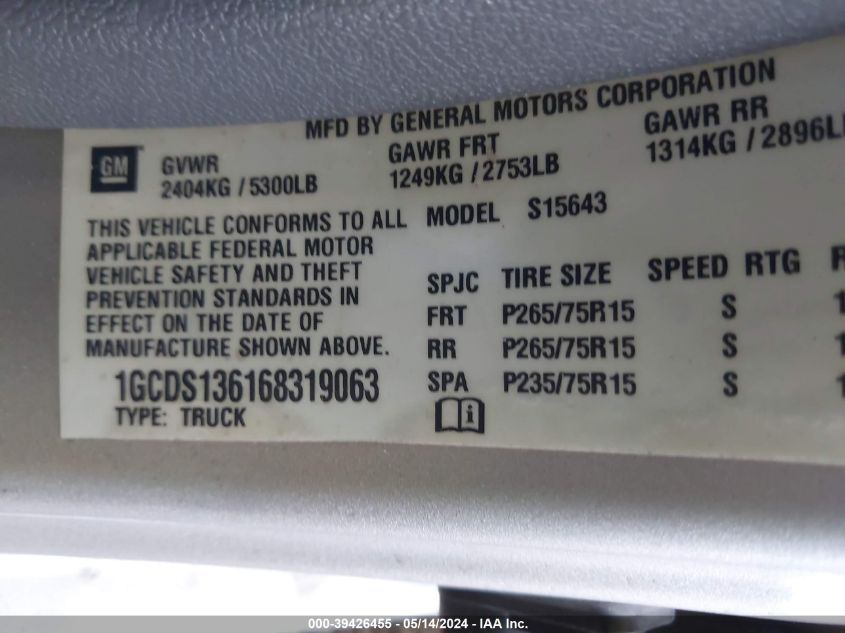 MFD BY GENERAL MOTORS CORPORATION
GM
GVWR
2404KG / 5300LB
GAWR FRT
1249KG / 2753LB
GAWR RR
1314KG / 2896L
THIS VEHICLE CONFORMS TO ALL
APPLICABLE FEDERAL MOTOR
VEHICLE SAFETY AND THEFT
PREVENTION STANDARDS IN
EFFECT ON THE DATE OF
MANUFACTURE SHOWN ABOVE.
1GCDS136168319063
TYPE: TRUCK
MODEL S15643
SPJC TIRE SIZE SPEED RTG R
FRT P265/75R15 S 1
RR P265/75R15 S 1
SPA P235/75R15 S 1
i
000-39426455 - 05/14/2024 - IAA Inc.